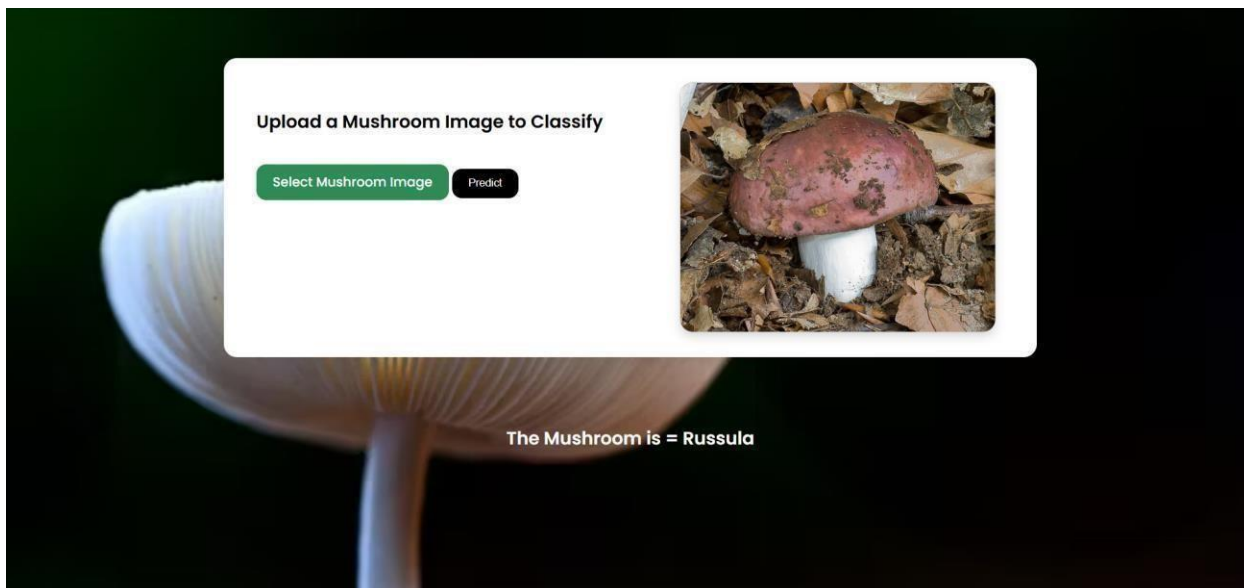 Upload a Mushroom Image to Classify
Select Mushroom Image Predict
The Mushroom is = Russula